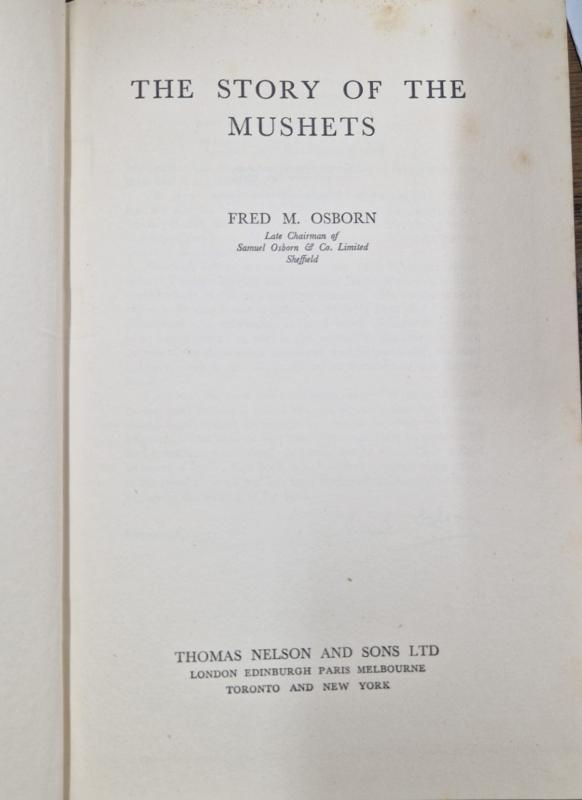 THE STORY OF THE
MUSHETS
FRED M. OSBORN
Late Chairman of
Samuel Osborn & Co. Limited
Sheffield
THOMAS NELSON AND SONS LTD
LONDON EDINBURGH PARIS MELBOURNE
TORONTO AND NEW YORK